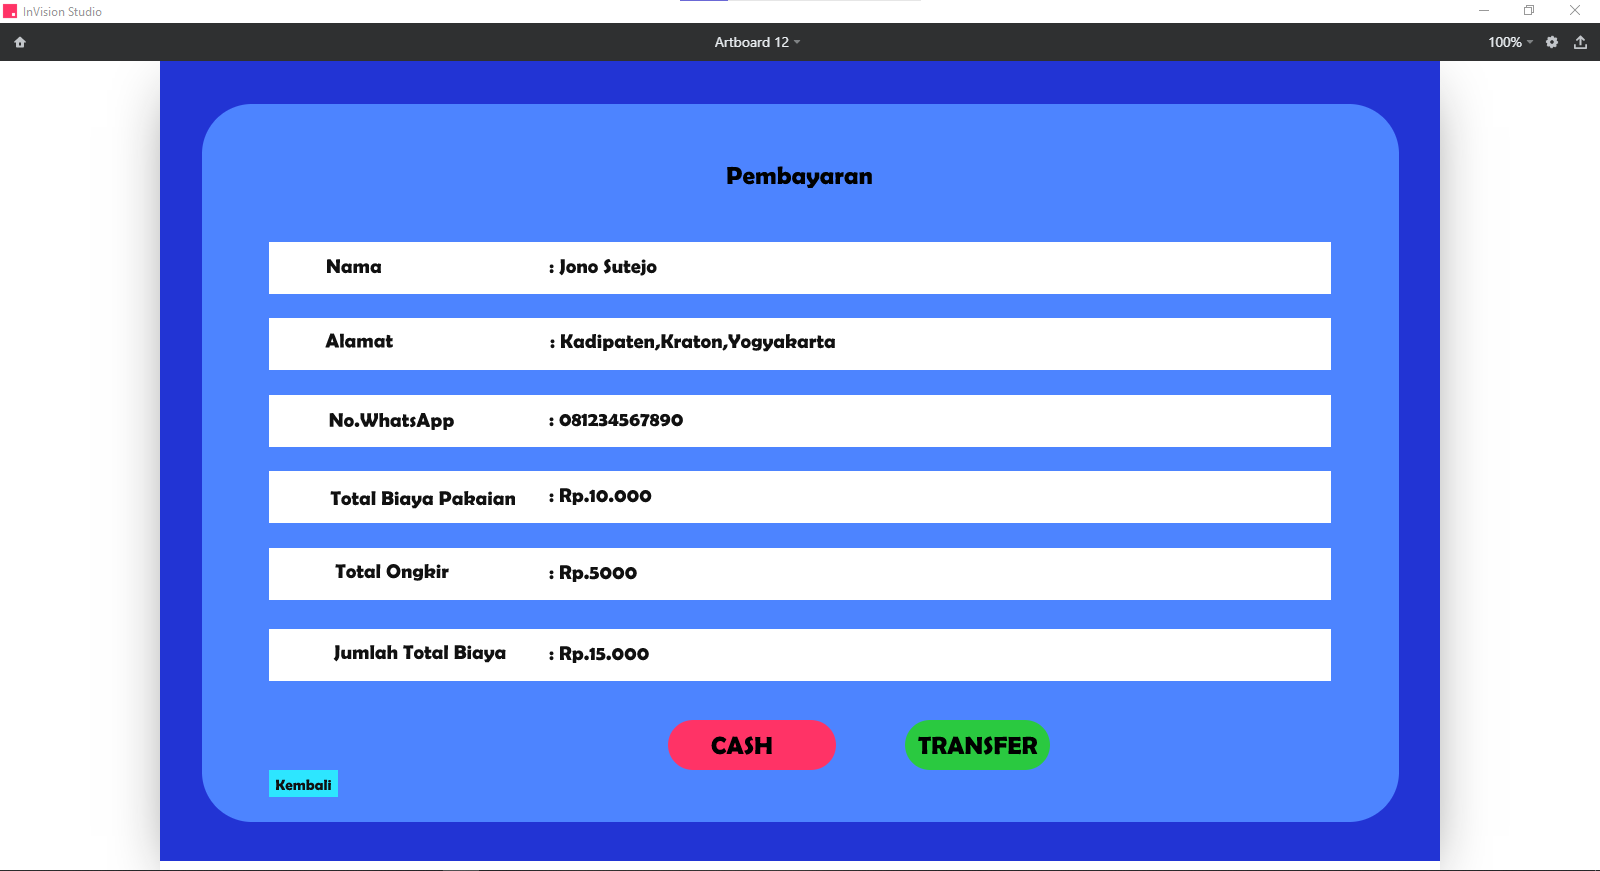 InVision Studio
Artboard 12
100%
Pembayaran
Nama : Jono Sutejo
Alamat : Kadipaten,Kraton,Yogyakarta
No.WhatsApp : 081234567890
Total Biaya Pakaian : Rp.10.000
Total Ongkir : Rp.5000
Jumlah Total Biaya : Rp.15.000
CASH TRANSFER
Kembali